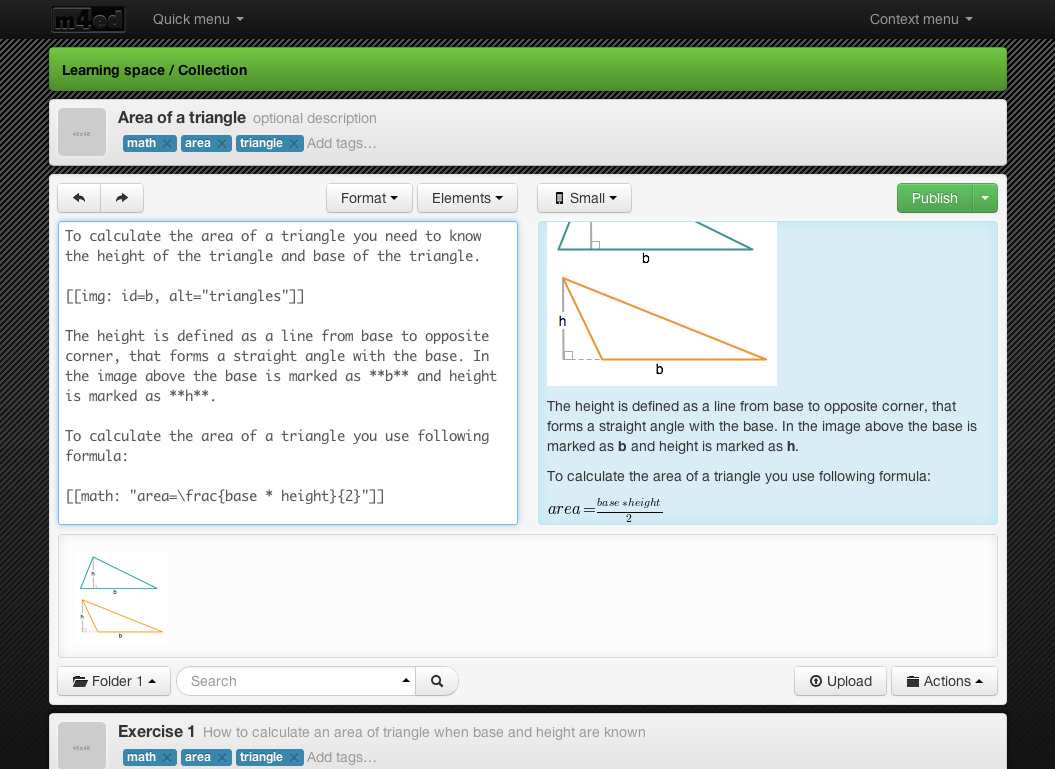 m4ed Quick menu Context menu
Learning space / Collection
48x48
Area of a triangle optional description
math × area × triangle × Add tags...
Format Elements Small Publish
To calculate the area of a triangle you need to know
the height of the triangle and base of the triangle.
[[img: id=b, alt="triangles"]]
The height is defined as a line from base to opposite
corner, that forms a straight angle with the base. In
the image above the base is marked as **b** and height
is marked as **h**.
To calculate the area of a triangle you use following
formula:
[[math: "area=\frac{base * height}{2}"]]
b
h
b
The height is defined as a line from base to opposite corner, that
forms a straight angle with the base. In the image above the base is
marked as b and height is marked as h.
To calculate the area of a triangle you use following formula:
area = base * height / 2
h
b
h
b
Folder 1 Search Upload Actions
48x48
Exercise 1 How to calculate an area of triangle when base and height are known
math × area × triangle × Add tags...